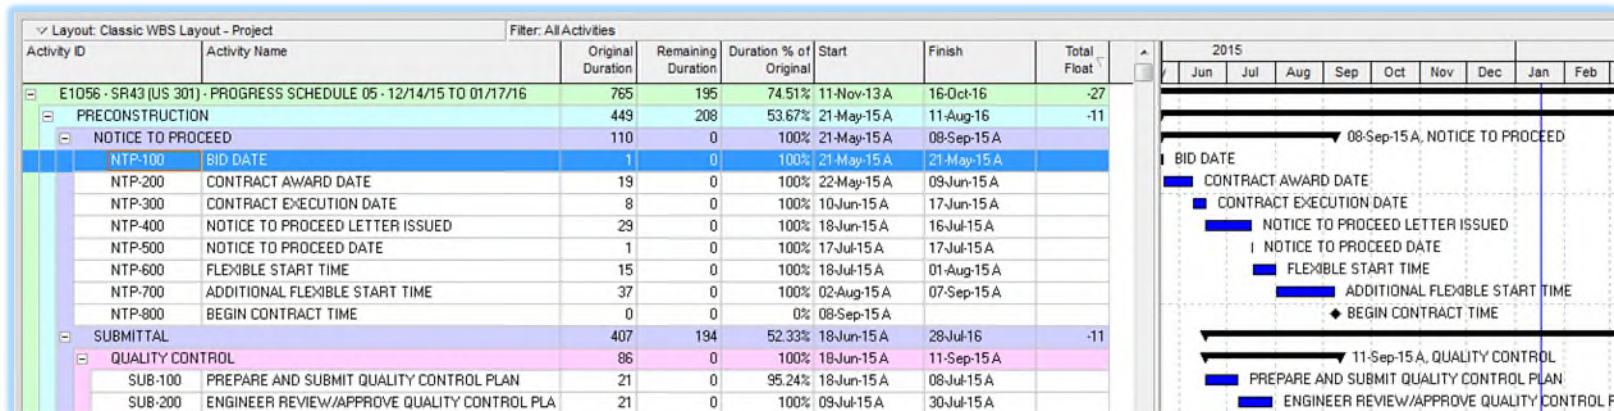 Layout: Classic WBS Layout - Project Filter: All Activities
Activity ID Activity Name Original Duration Remaining Duration Duration % of Original Start Finish Total Float 2015
Jun Jul Aug Sep Oct Nov Dec Jan Feb
E1O56 - SR43 (US 301) - PROGRESS SCHEDULE 05 - 12/14/15 TO 01/17/16 765 195 74.51% 11-Nov-13 A 16-Oct-16 -27
PRECONSTRUCTION 449 208 53.67% 21-May-15 A 11-Aug-16 -11
NOTICE TO PROCEED 110 0 100% 21-May-15 A 08-Sep-15 A 08-Sep-15 A, NOTICE TO PROCEED
NTP-100 BID DATE 1 0 100% 21-May-15 A 21-May-15 A BID DATE
NTP-200 CONTRACT AWARD DATE 19 0 100% 22-May-15 A 09-Jun-15 A CONTRACT AWARD DATE
NTP-300 CONTRACT EXECUTION DATE 8 0 100% 10-Jun-15 A 17-Jun-15 A CONTRACT EXECUTION DATE
NTP-400 NOTICE TO PROCEED LETTER ISSUED 29 0 100% 18-Jun-15 A 16-Jul-15 A NOTICE TO PROCEED LETTER ISSUED
NTP-500 NOTICE TO PROCEED DATE 1 0 100% 17-Jul-15 A 17-Jul-15 A NOTICE TO PROCEED DATE
NTP-600 FLEXIBLE START TIME 15 0 100% 18-Jul-15 A 01-Aug-15 A FLEXIBLE START TIME
NTP-700 ADDITIONAL FLEXIBLE START TIME 37 0 100% 02-Aug-15 A 07-Sep-15 A ADDITIONAL FLEXIBLE START TIME
NTP-800 BEGIN CONTRACT TIME 0 0 0% 08-Sep-15 A BEGIN CONTRACT TIME
SUBMITTAL 407 194 52.33% 18-Jun-15 A 28-Jul-16 -11
QUALITY CONTROL 86 0 100% 18-Jun-15 A 11-Sep-15 A 11-Sep-15 A, QUALITY CONTROL
SUB-100 PREPARE AND SUBMIT QUALITY CONTROL PLAN 21 0 95.24% 18-Jun-15 A 08-Jul-15 A PREPARE AND SUBMIT QUALITY CONTROL PLAN
SUB-200 ENGINEER REVIEW/APPROVE QUALITY CONTROL PLA 21 0 100% 09-Jul-15 A 30-Jul-15 A ENGINEER REVIEW/APPROVE QUALITY CONTROL